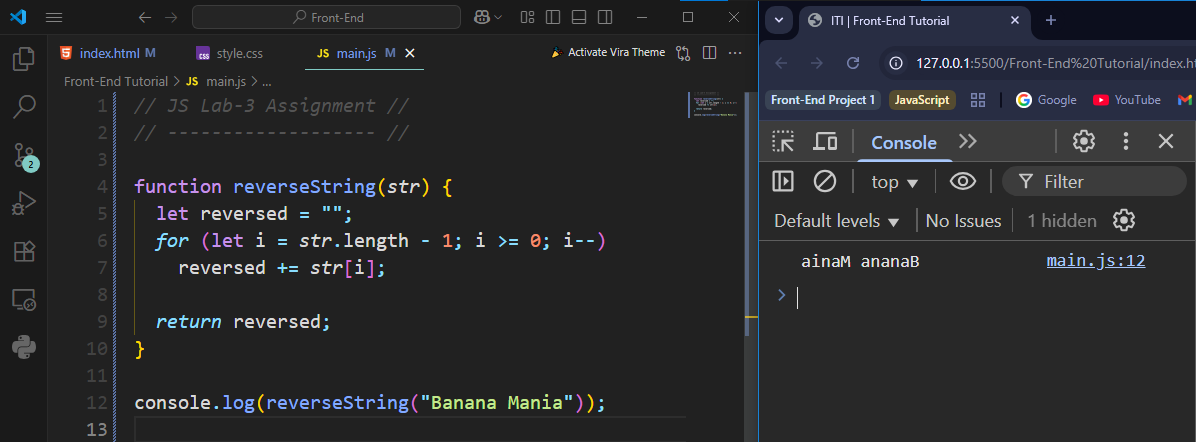 Front-End
index.html M
style.css
JS main.js M
Activate Vira Theme
Front-End Tutorial > JS main.js > ...
1 // JS Lab-3 Assignment //
2 // ------------------- //
3
4 function reverseString(str) {
5   let reversed = "";
6   for (let i = str.length - 1; i >= 0; i--)
7     reversed += str[i];
8
9   return reversed;
10 }
11
12 console.log(reverseString("Banana Mania"));
13
2
ITI | Front-End Tutorial
127.0.0.1:5500/Front-End%20Tutorial/index.ht
Front-End Project 1 JavaScript Google YouTube
Console
top Filter
Default levels No Issues 1 hidden
ainaM ananaB main.js:12
>